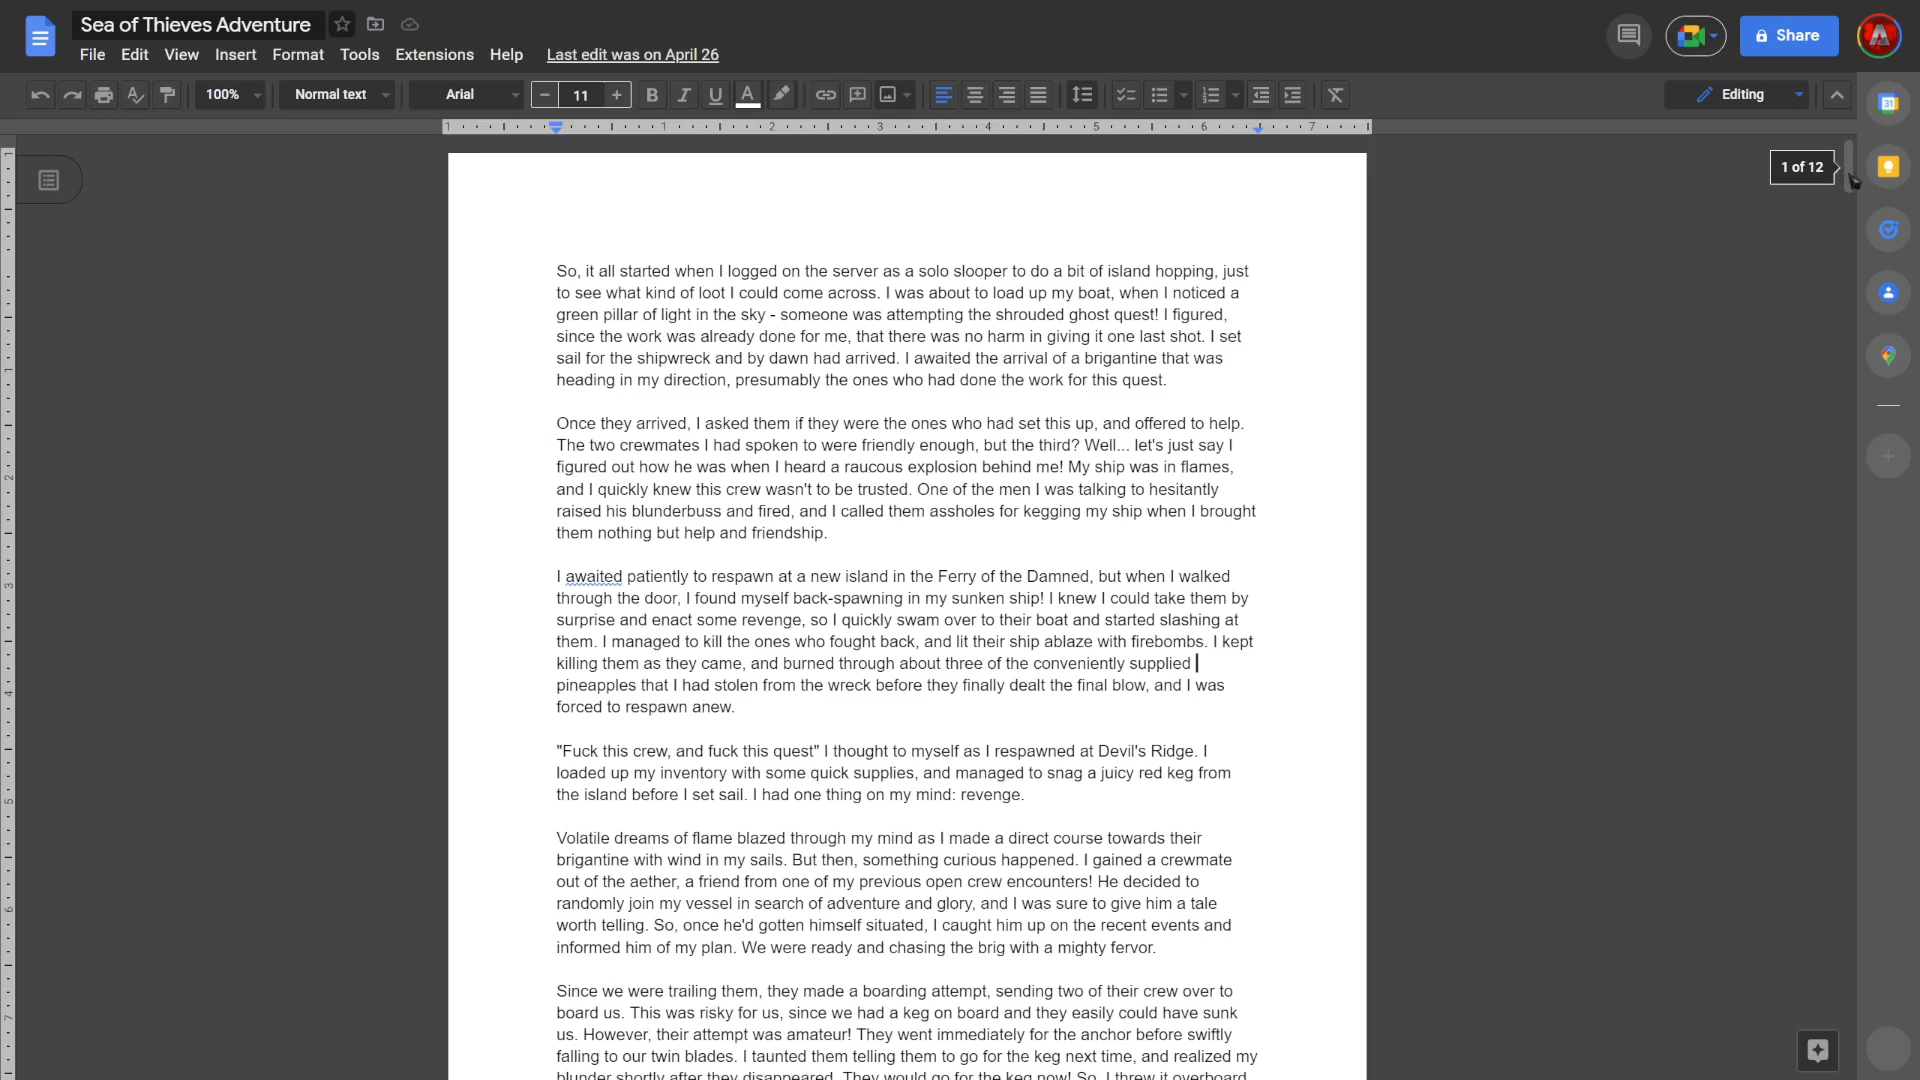 Sea of Thieves Adventure
File Edit View Insert Format Tools Extensions Help Last edit was on April 26
Share
100% Normal text Arial 11 B I U A Editing
1 1 2 3 4 5 6 7
1 of 12
So, it all started when I logged on the server as a solo slooper to do a bit of island hopping, just
to see what kind of loot I could come across. I was about to load up my boat, when I noticed a
green pillar of light in the sky - someone was attempting the shrouded ghost quest! I figured,
since the work was already done for me, that there was no harm in giving it one last shot. I set
sail for the shipwreck and by dawn had arrived. I awaited the arrival of a brigantine that was
heading in my direction, presumably the ones who had done the work for this quest.
Once they arrived, I asked them if they were the ones who had set this up, and offered to help.
The two crewmates I had spoken to were friendly enough, but the third? Well... let's just say I
figured out how he was when I heard a raucous explosion behind me! My ship was in flames,
and I quickly knew this crew wasn't to be trusted. One of the men I was talking to hesitantly
raised his blunderbuss and fired, and I called them assholes for kegging my ship when I brought
them nothing but help and friendship.
I awaited patiently to respawn at a new island in the Ferry of the Damned, but when I walked
through the door, I found myself back-spawning in my sunken ship! I knew I could take them by
surprise and enact some revenge, so I quickly swam over to their boat and started slashing at
them. I managed to kill the ones who fought back, and lit their ship ablaze with firebombs. I kept
killing them as they came, and burned through about three of the conveniently supplied
pineapples that I had stolen from the wreck before they finally dealt the final blow, and I was
forced to respawn anew.
"Fuck this crew, and fuck this quest" I thought to myself as I respawned at Devil's Ridge. I
loaded up my inventory with some quick supplies, and managed to snag a juicy red keg from
the island before I set sail. I had one thing on my mind: revenge.
Volatile dreams of flame blazed through my mind as I made a direct course towards their
brigantine with wind in my sails. But then, something curious happened. I gained a crewmate
out of the aether, a friend from one of my previous open crew encounters! He decided to
randomly join my vessel in search of adventure and glory, and I was sure to give him a tale
worth telling. So, once he'd gotten himself situated, I caught him up on the recent events and
informed him of my plan. We were ready and chasing the brig with a mighty fervor.
Since we were trailing them, they made a boarding attempt, sending two of their crew over to
board us. This was risky for us, since we had a keg on board and they easily could have sunk
us. However, their attempt was amateur! They went immediately for the anchor before swiftly
falling to our twin blades. I taunted them telling them to go for the keg next time, and realized my
blunder shortly after they disappeared. They would go for the keg now! So, I threw it overboard